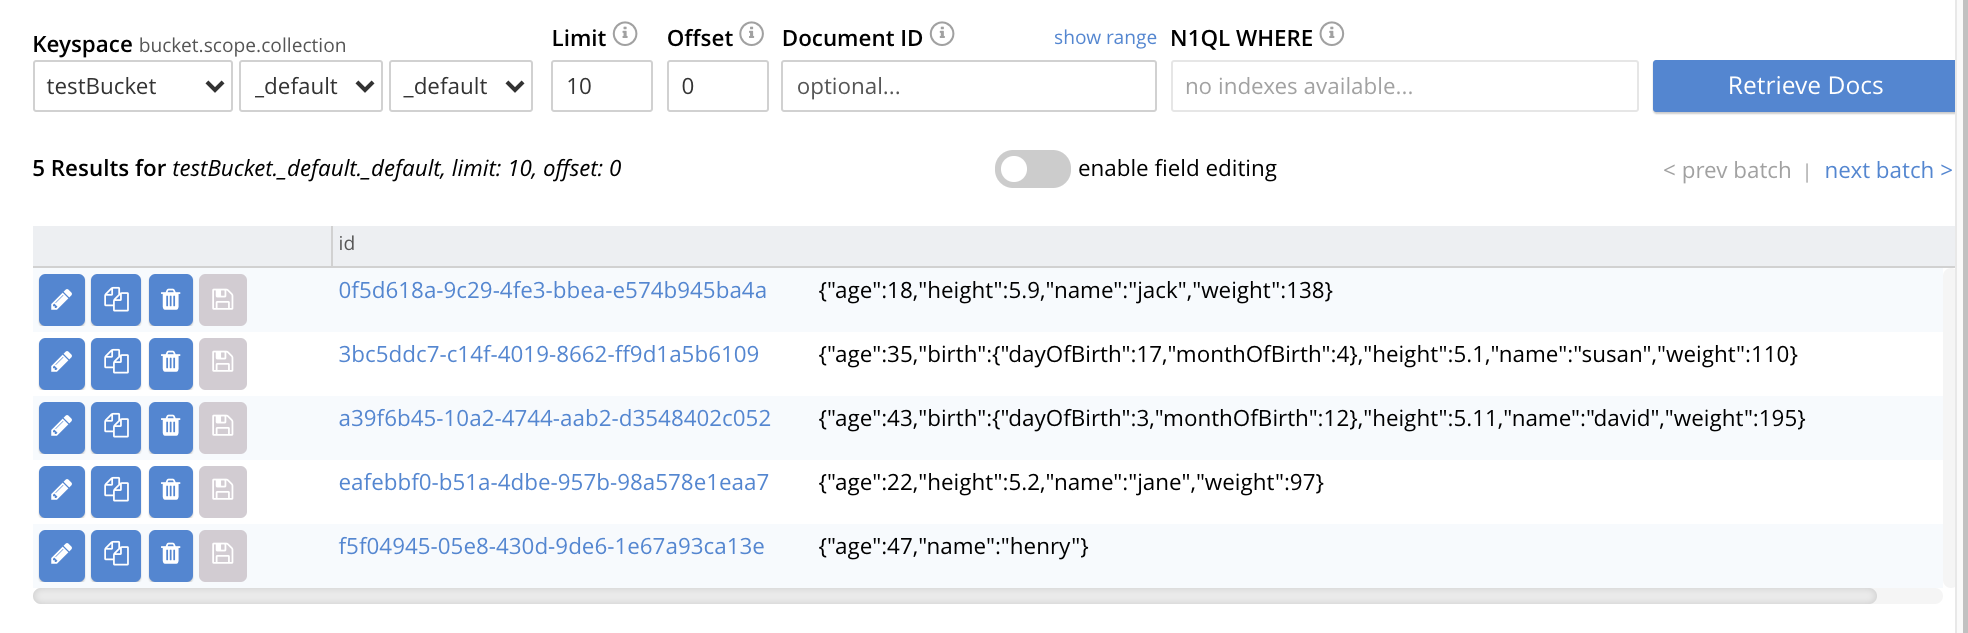 Keyspace bucket.scope.collection Limit Offset Document ID show range N1QL WHERE
testBucket _default _default 10 0 optional... no indexes available... Retrieve Docs
5 Results for testBucket._default._default, limit: 10, offset: 0 enable field editing < prev batch | next batch >
id
0f5d618a-9c29-4fe3-bbea-e574b945ba4a {"age":18,"height":5.9,"name":"jack","weight":138}
3bc5ddc7-c14f-4019-8662-ff9d1a5b6109 {"age":35,"birth":{"dayOfBirth":17,"monthOfBirth":4},"height":5.1,"name":"susan","weight":110}
a39f6b45-10a2-4744-aab2-d3548402c052 {"age":43,"birth":{"dayOfBirth":3,"monthOfBirth":12},"height":5.11,"name":"david","weight":195}
eafebbf0-b51a-4dbe-957b-98a578e1eaa7 {"age":22,"height":5.2,"name":"jane","weight":97}
f5f04945-05e8-430d-9de6-1e67a93ca13e {"age":47,"name":"henry"}